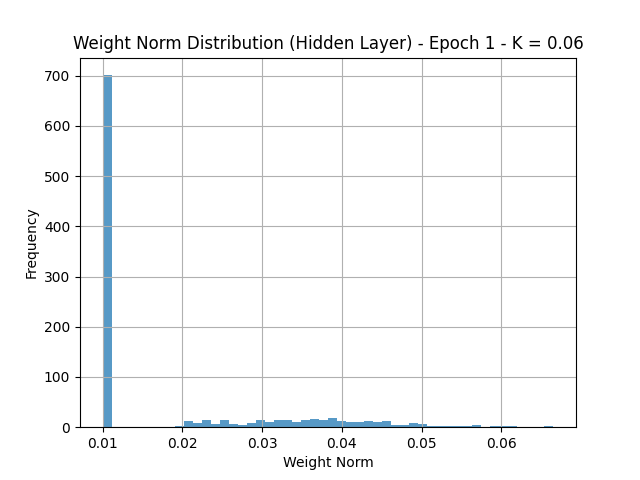 Weight Norm Distribution (Hidden Layer) - Epoch 1 - K = 0.06
700
600
500
400
300
200
100
0
Frequency
0.01 0.02 0.03 0.04 0.05 0.06
Weight Norm